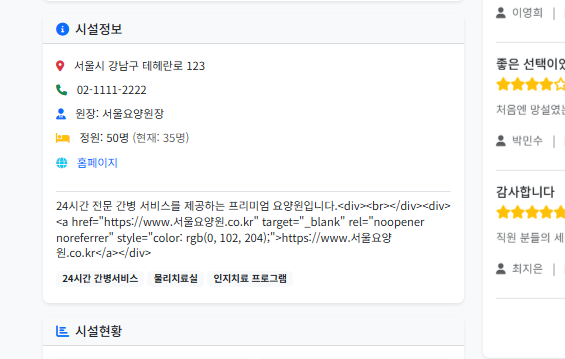 시설정보
서울시 강남구 테헤란로 123
02-1111-2222
원장: 서울요양원장
정원: 50명 (현재: 35명)
홈페이지
24시간 전문 간병 서비스를 제공하는 프리미엄 요양원입니다.<div><br></div><div>
<a href="https://www.서울요양원.co.kr" target="_blank" rel="noopener
noreferrer" style="color: rgb(0, 102, 204);">https://www.서울요양
원.co.kr</a></div>
24시간 간병서비스 물리치료실 인지치료 프로그램
시설현황
이영희 |
좋은 선택이었
처음엔 망설였는
박민수 |
감사합니다
직원 분들의 세
최지은 |